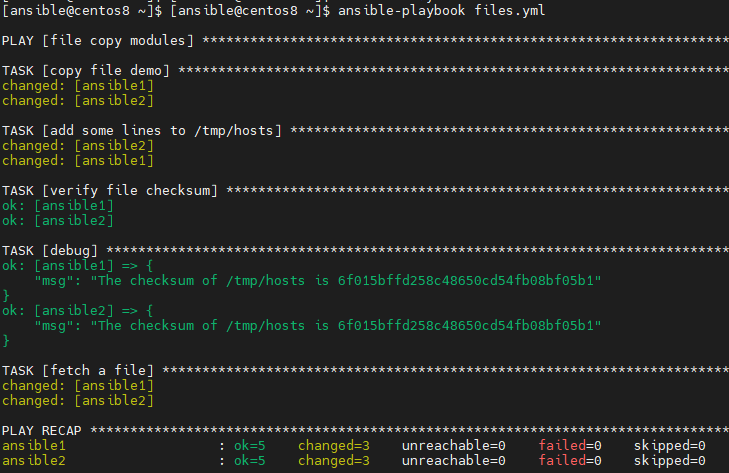 [ansible@centos8 ~]$ [ansible@centos8 ~]$ ansible-playbook files.yml
PLAY [file copy modules] ******************************************************************
TASK [copy file demo] *********************************************************************
changed: [ansible1]
changed: [ansible2]
TASK [add some lines to /tmp/hosts] *******************************************************
changed: [ansible2]
changed: [ansible1]
TASK [verify file checksum] ***************************************************************
ok: [ansible1]
ok: [ansible2]
TASK [debug] ******************************************************************************
ok: [ansible1] => {
    "msg": "The checksum of /tmp/hosts is 6f015bffd258c48650cd54fb08bf05b1"
}
ok: [ansible2] => {
    "msg": "The checksum of /tmp/hosts is 6f015bffd258c48650cd54fb08bf05b1"
}
TASK [fetch a file] ***********************************************************************
changed: [ansible1]
changed: [ansible2]
PLAY RECAP ********************************************************************************
ansible1                   : ok=5    changed=3    unreachable=0    failed=0    skipped=0
ansible2                   : ok=5    changed=3    unreachable=0    failed=0    skipped=0